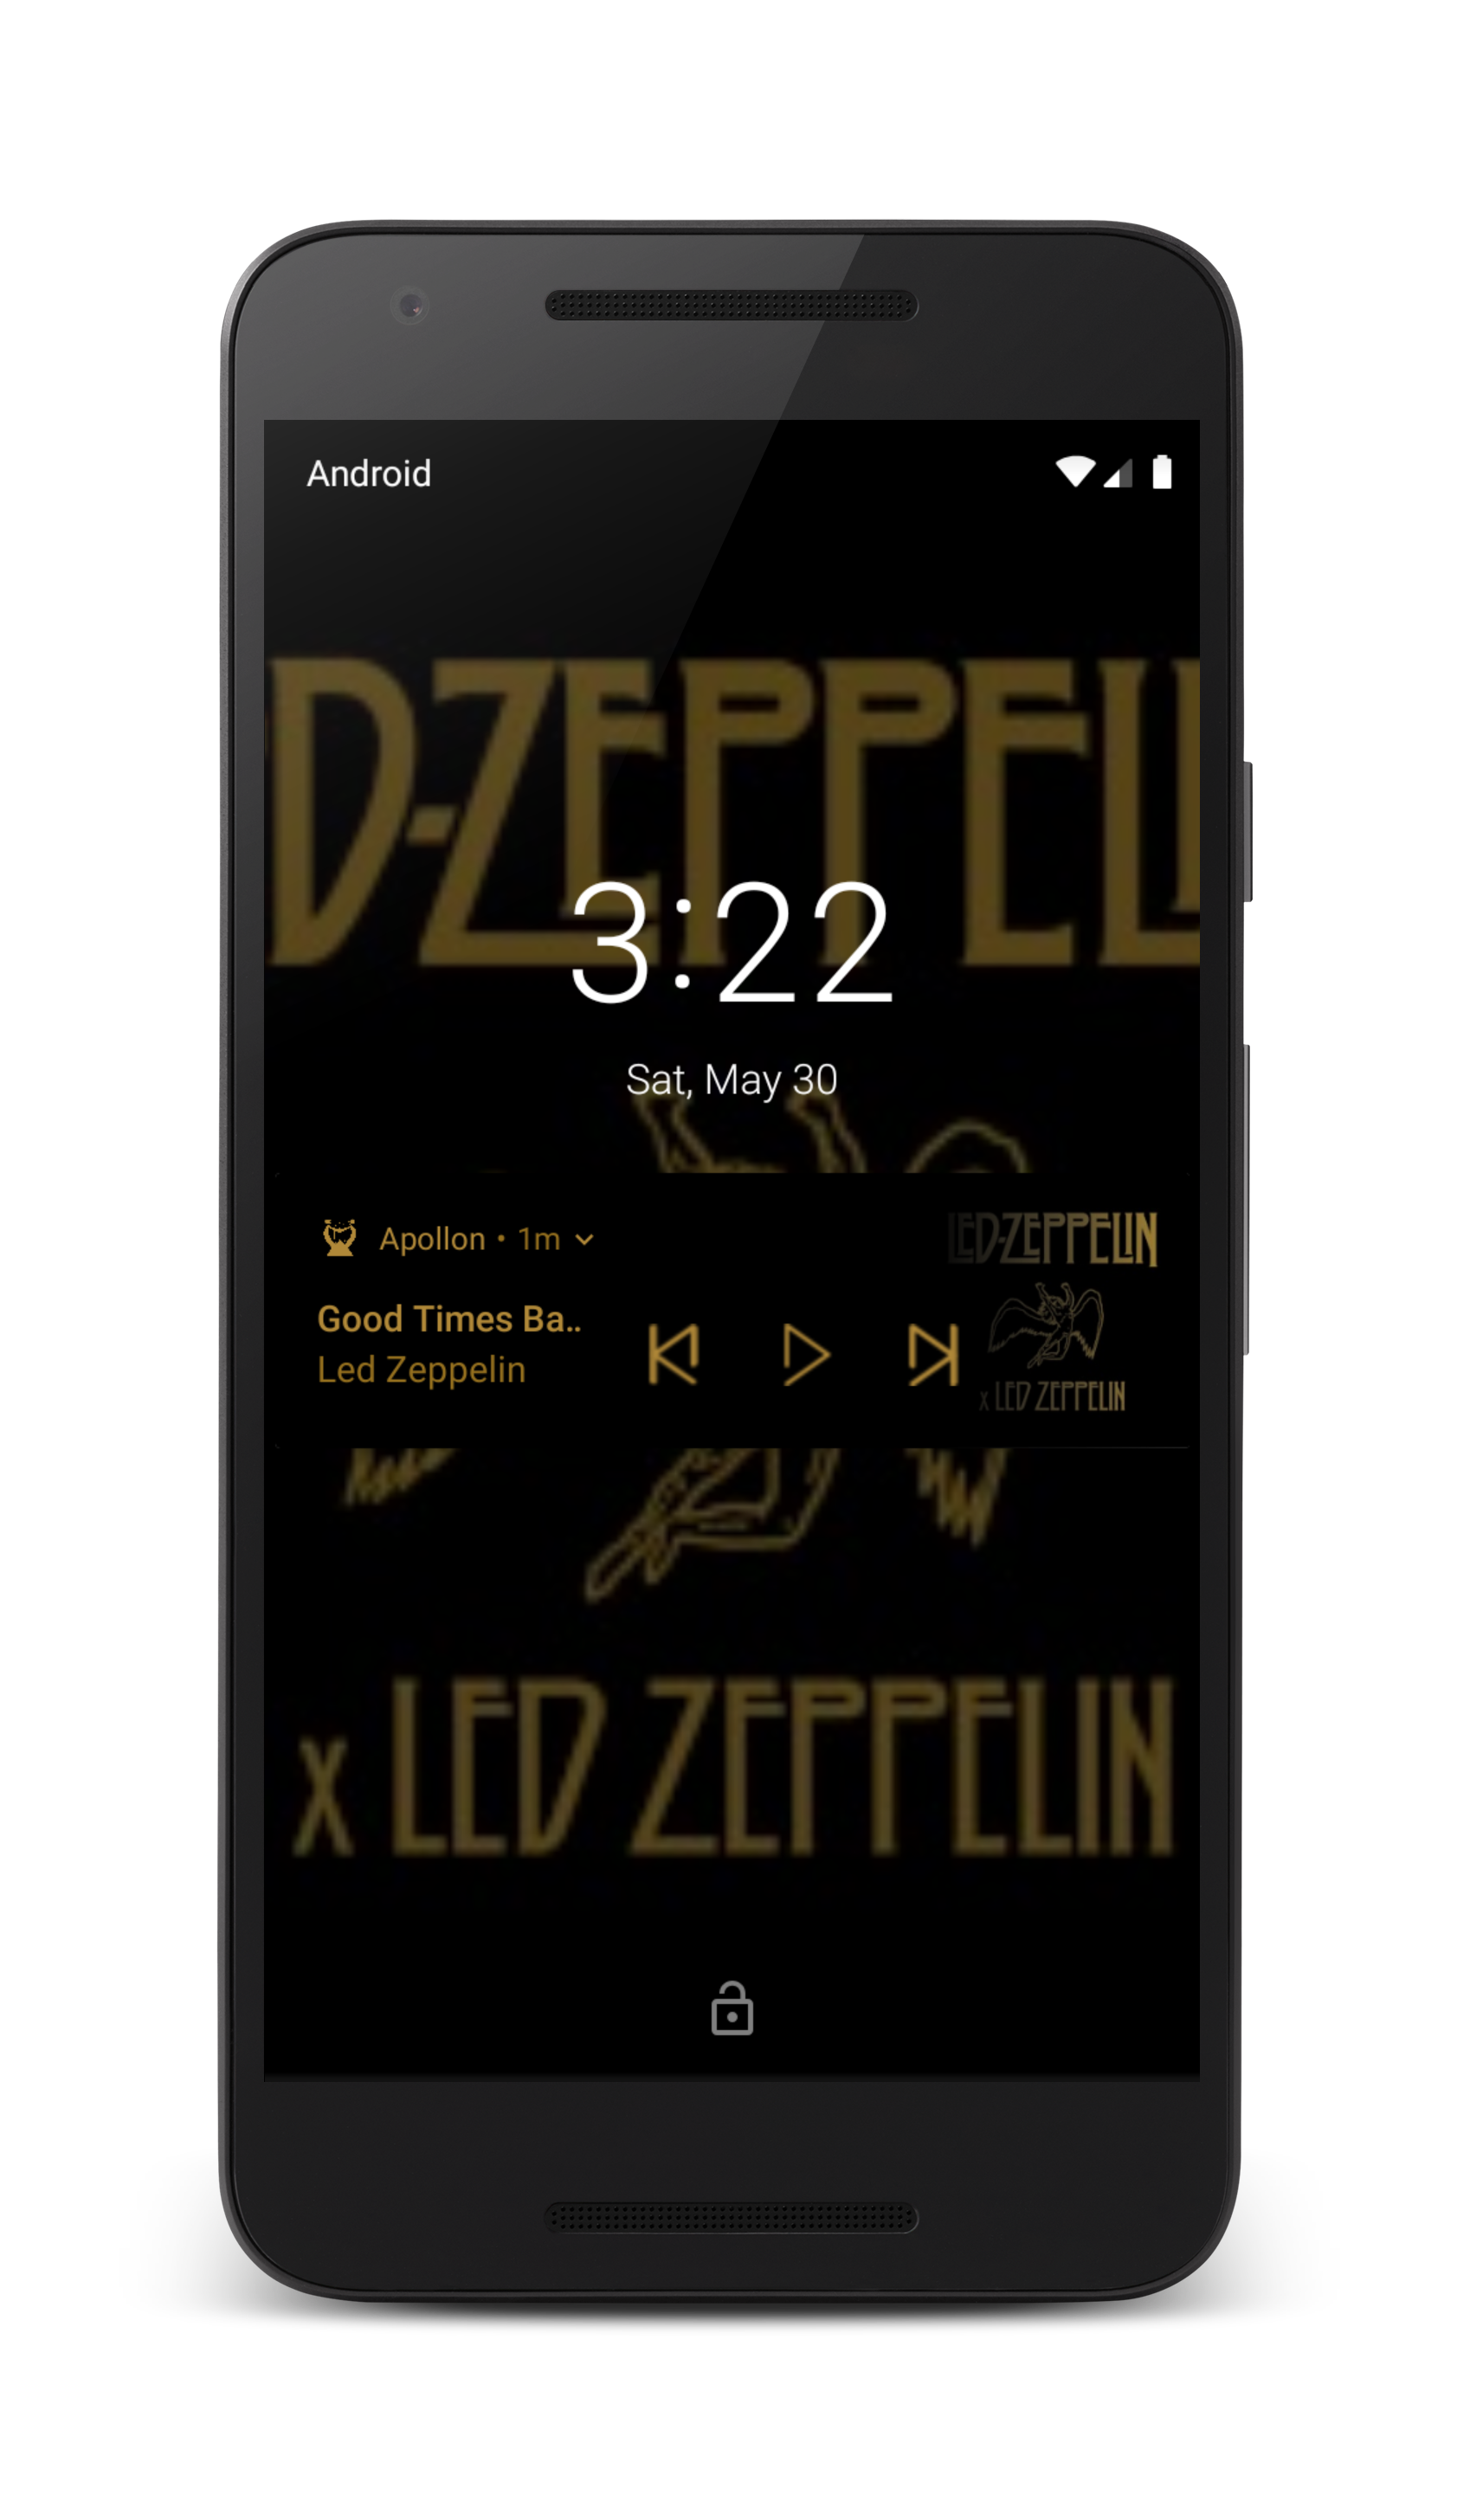 Android
D-ZEPPELI
3:22
Sat, May 30
Apollon • 1m
LED-ZEPPELIN
Good Times Ba..
Led Zeppelin
x LED ZEPPELIN
x LED ZEPPELIN